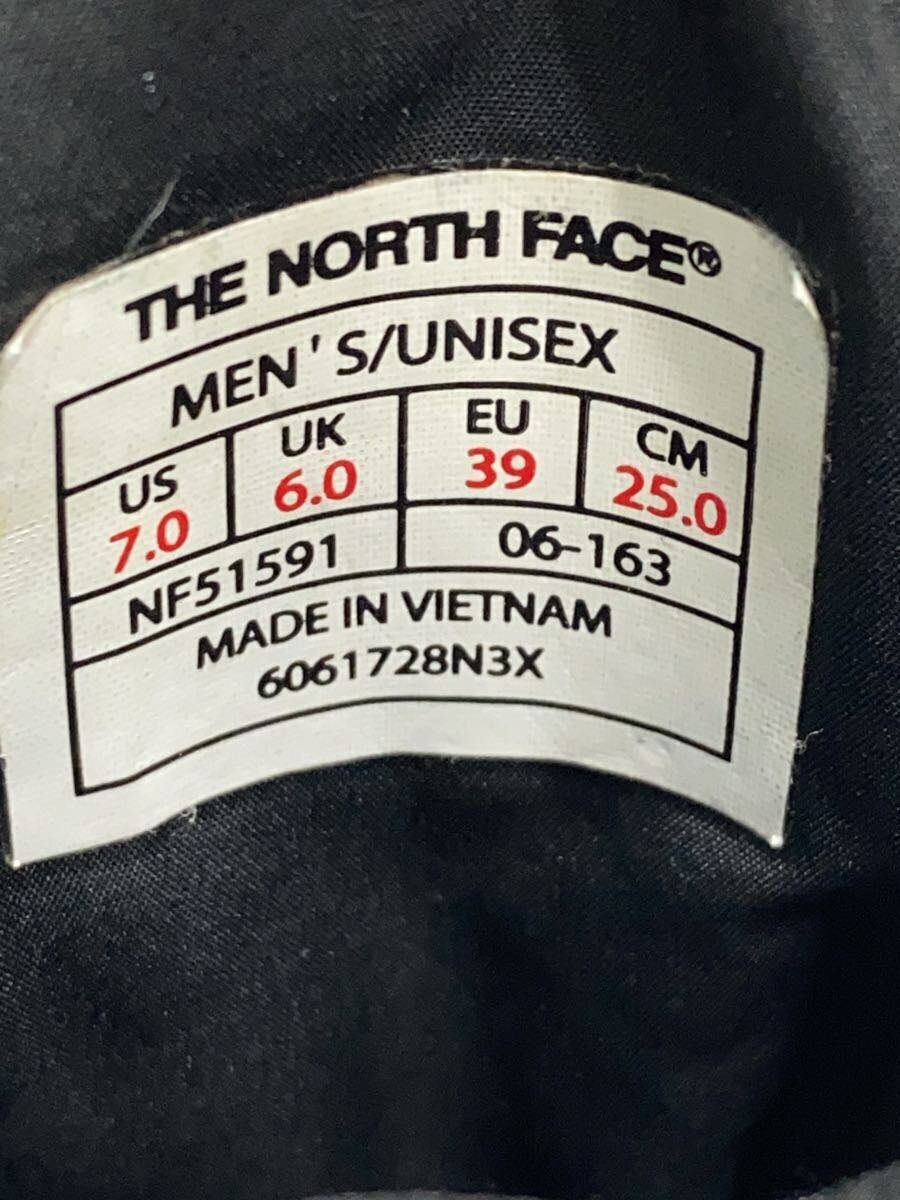 THE NORTH FACE®
MEN'S/UNISEX
US UK EU CM
7.0 6.0 39 25.0
NF51591 06-163
MADE IN VIETNAM
6061728N3X